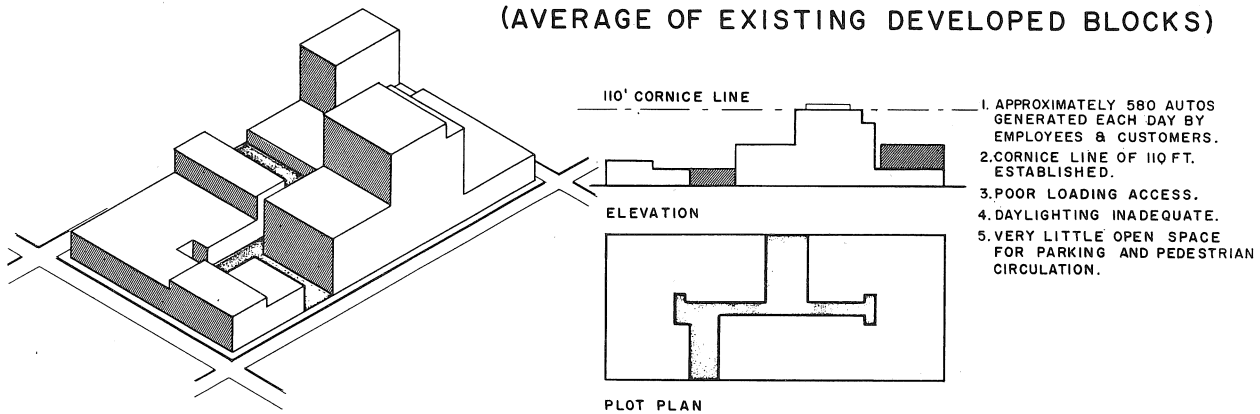 (AVERAGE OF EXISTING DEVELOPED BLOCKS)
110' CORNICE LINE
ELEVATION
PLOT PLAN
1. APPROXIMATELY 580 AUTOS
GENERATED EACH DAY BY
EMPLOYEES & CUSTOMERS.
2. CORNICE LINE OF 110 FT.
ESTABLISHED.
3. POOR LOADING ACCESS.
4. DAYLIGHTING INADEQUATE.
5. VERY LITTLE OPEN SPACE
FOR PARKING AND PEDESTRIAN
CIRCULATION.